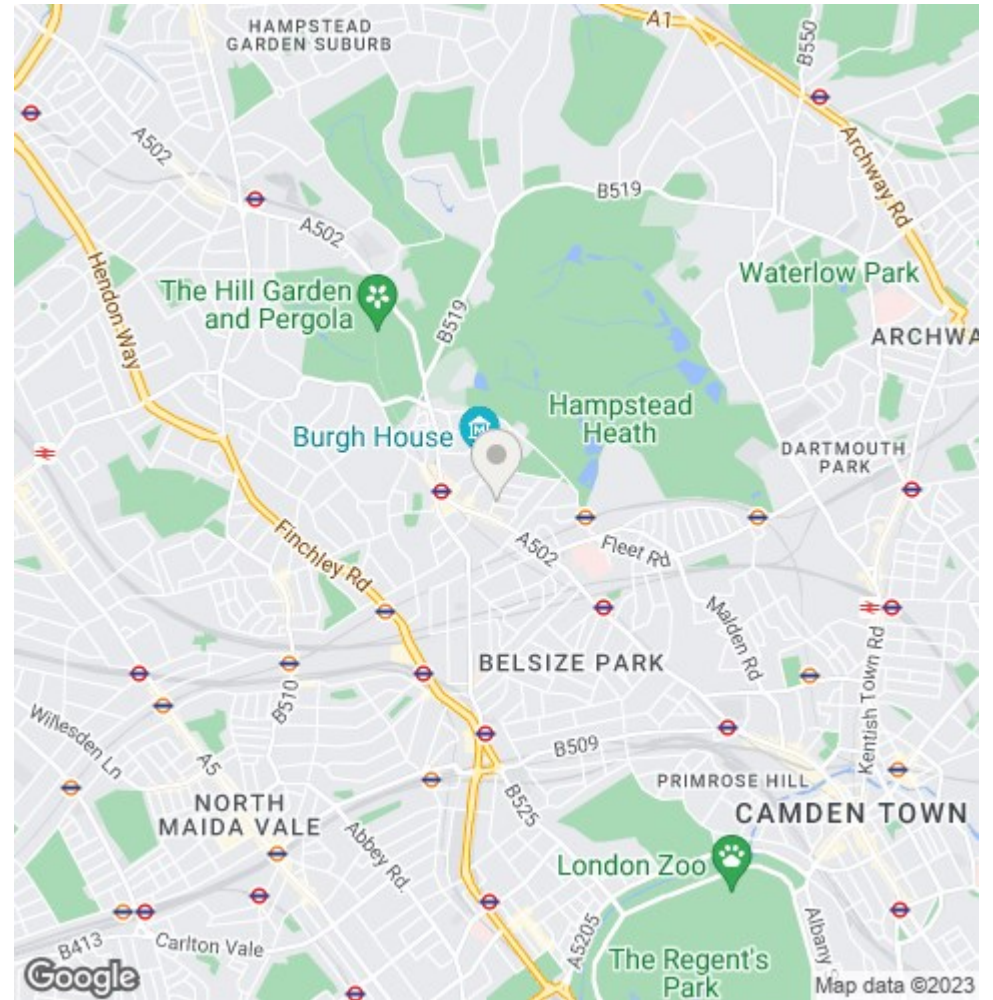 HAMPSTEAD
GARDEN SUBURB
A1
B550
A502
Archway Rd
B519
A502
Hendon Way
The Hill Garden
and Pergola
B519
Waterlow Park
ARCHWA
Burgh House
Hampstead
Heath
DARTMOUTH
PARK
Finchley Rd
A502
Fleet Rd
Malden Rd
BELSIZE PARK
Kentish Town Rd
B510
Willesden Ln
A5
B509
PRIMROSE HILL
NORTH
MAIDA VALE
B525
CAMDEN TOWN
Abbey Rd.
London Zoo
A5205
Albany
B413
Carlton Vale
The Regent's
Park
Google
Map data ©2023